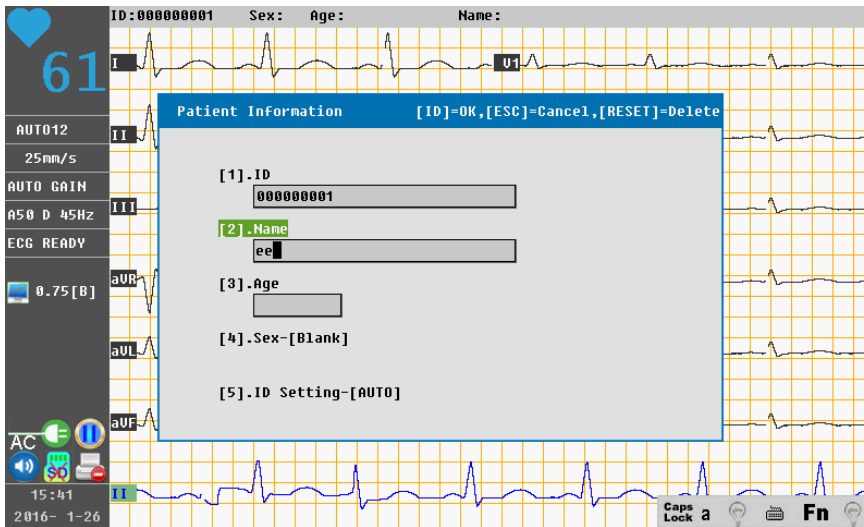 ID:000000001 Sex: Age: Name:
61
I
V1
Patient Information [ID]=OK,[ESC]=Cancel,[RESET]=Delete
AUTO12
II
25mm/s
[1].ID
AUTO GAIN
000000001
III
A50 D 45Hz
[2].Name
ECG READY
ee
aVR
[3].Age
0.75[B]
[4].Sex-[Blank]
aVL
[5].ID Setting-[AUTO]
aVF
AC
SD
15:41
II
2016- 1-26
Caps Lock a Fn